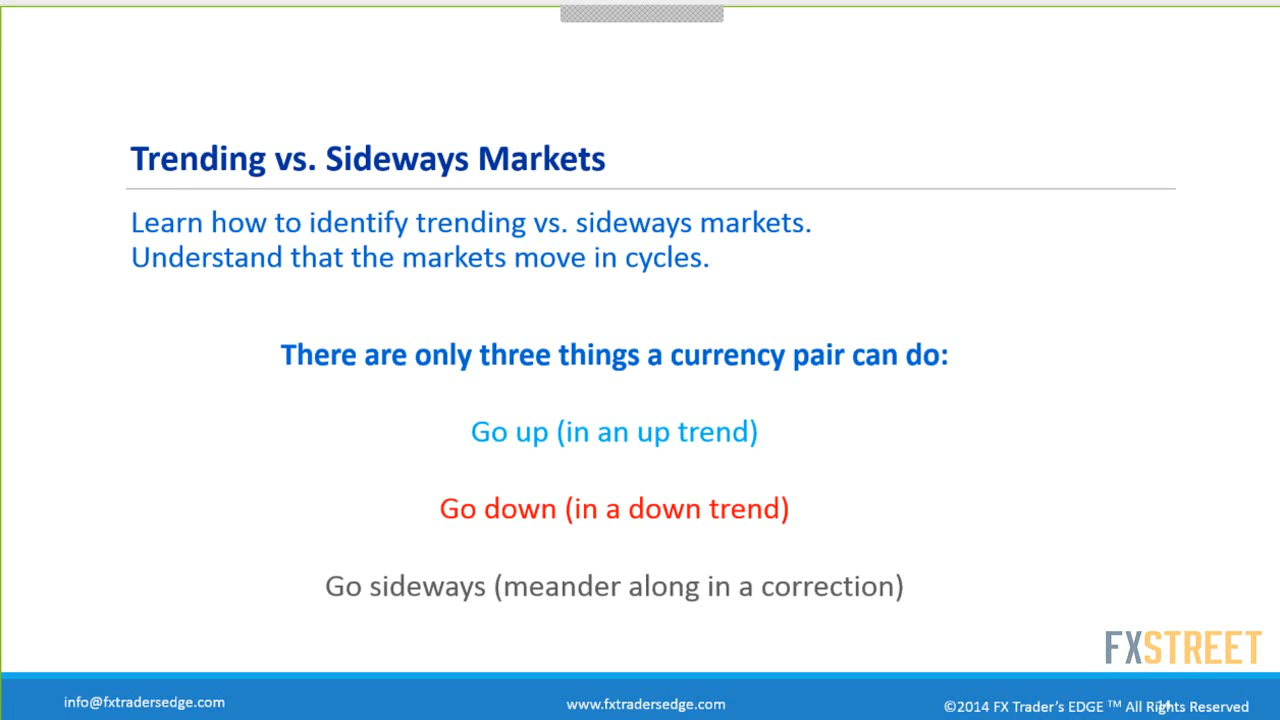 Trending vs. Sideways Markets
Learn how to identify trending vs. sideways markets.
Understand that the markets move in cycles.
There are only three things a currency pair can do:
Go up (in an up trend)
Go down (in a down trend)
Go sideways (meander along in a correction)
FXSTREET
info@fxtradersedge.com
www.fxtradersedge.com
©2014 FX Trader’s EDGE ™ All Rights Reserved
14